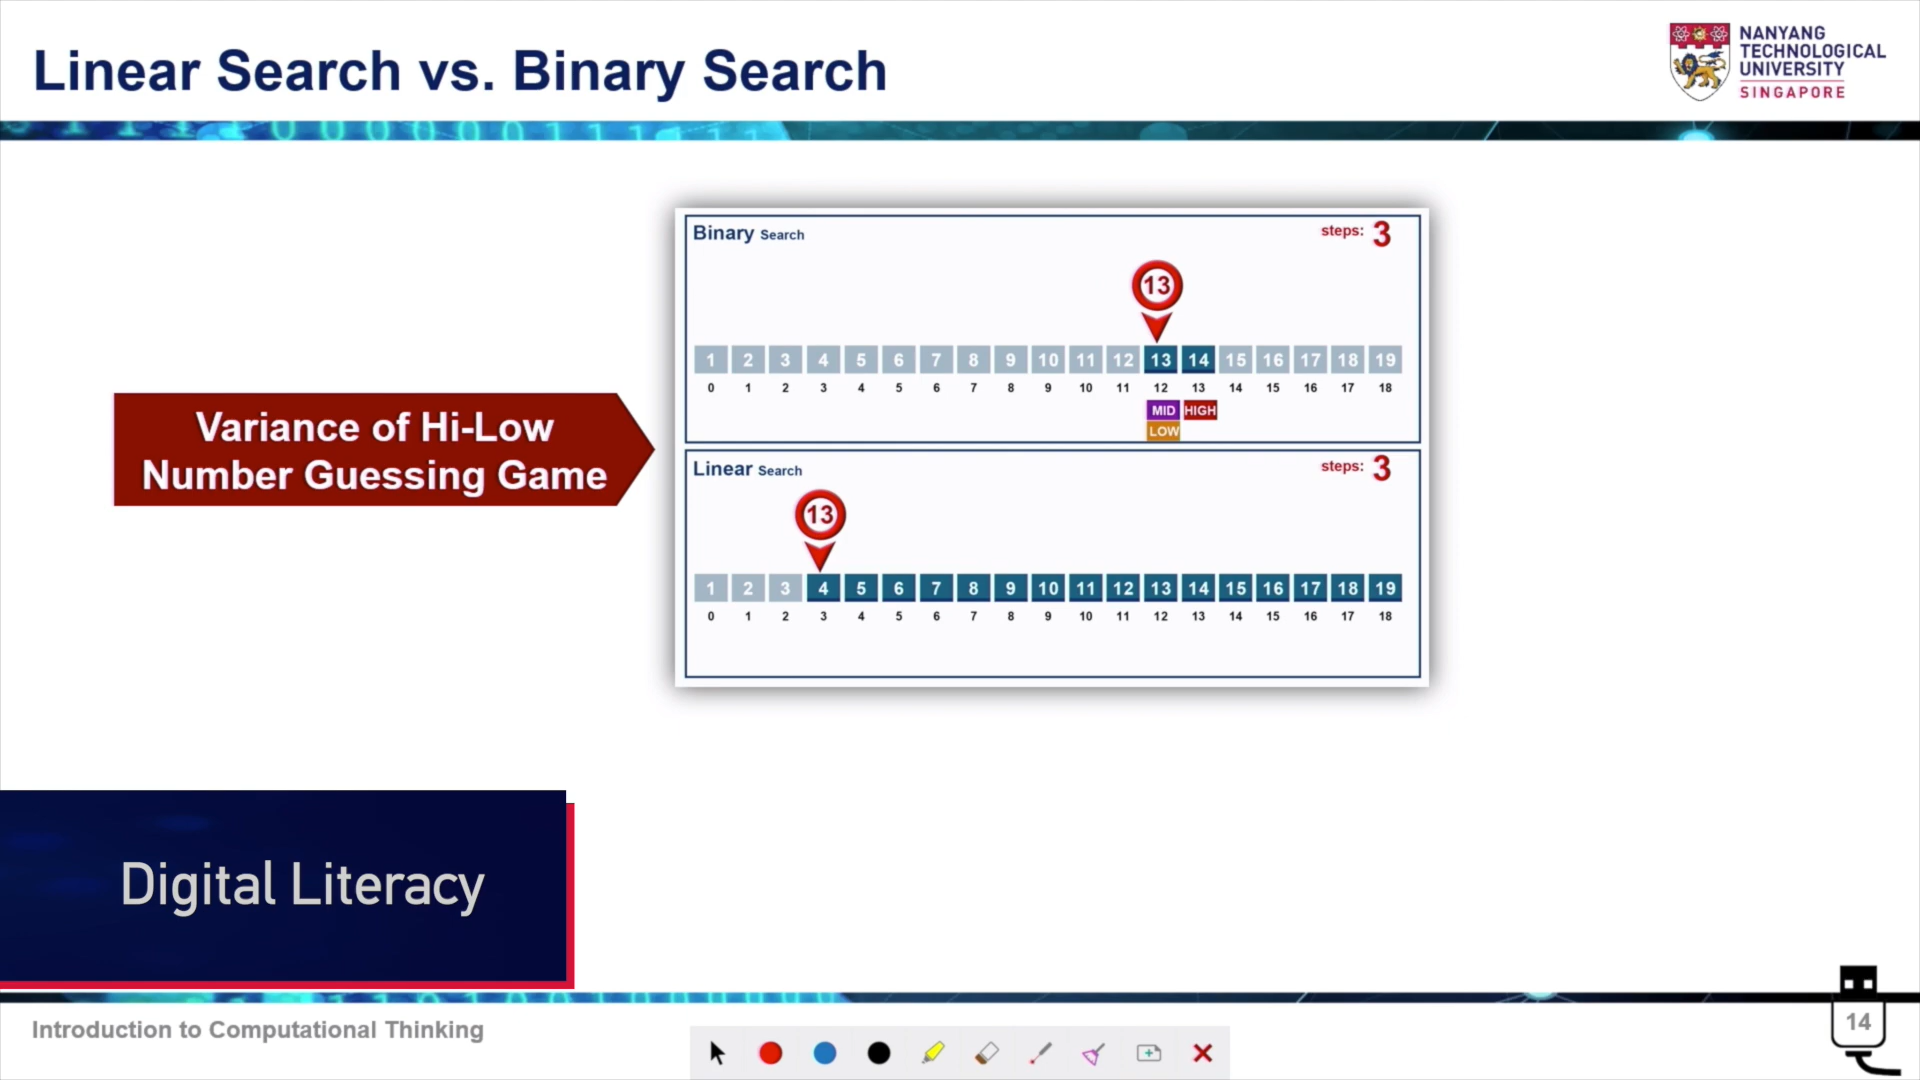 Linear Search vs. Binary Search
NANYANG
TECHNOLOGICAL
UNIVERSITY
SINGAPORE
Variance of Hi-Low
Number Guessing Game
Binary Search
steps: 3
13
1 2 3 4 5 6 7 8 9 10 11 12 13 14 15 16 17 18 19
0 1 2 3 4 5 6 7 8 9 10 11 12 13 14 15 16 17 18
MID HIGH
LOW
Linear Search
steps: 3
13
1 2 3 4 5 6 7 8 9 10 11 12 13 14 15 16 17 18 19
0 1 2 3 4 5 6 7 8 9 10 11 12 13 14 15 16 17 18
Digital Literacy
Introduction to Computational Thinking
14